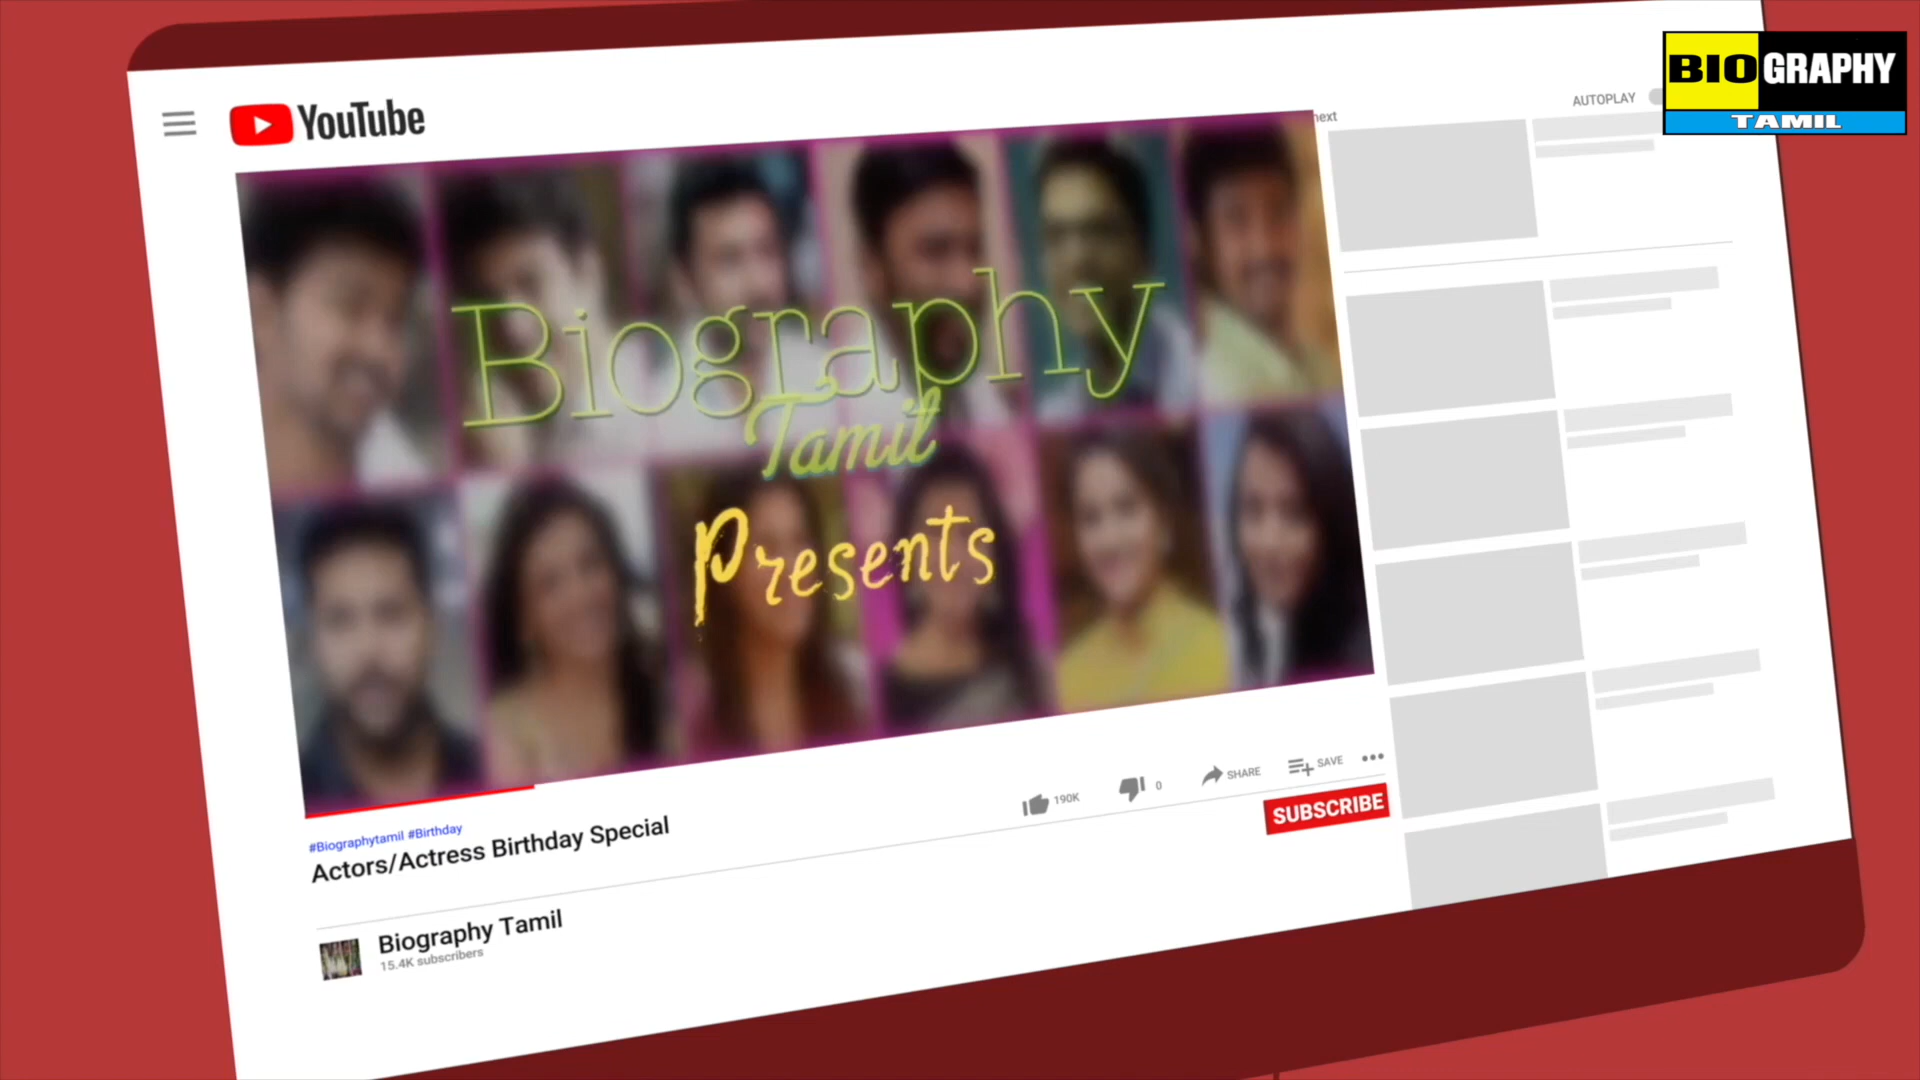 YouTube
BIOGRAPHY
TAMIL
AUTOPLAY
next
Biography
Tamil
Presents
190K
0
SHARE
SAVE
SUBSCRIBE
#Biographytamil #Birthday
Actors/Actress Birthday Special
Biography Tamil
15.4K subscribers